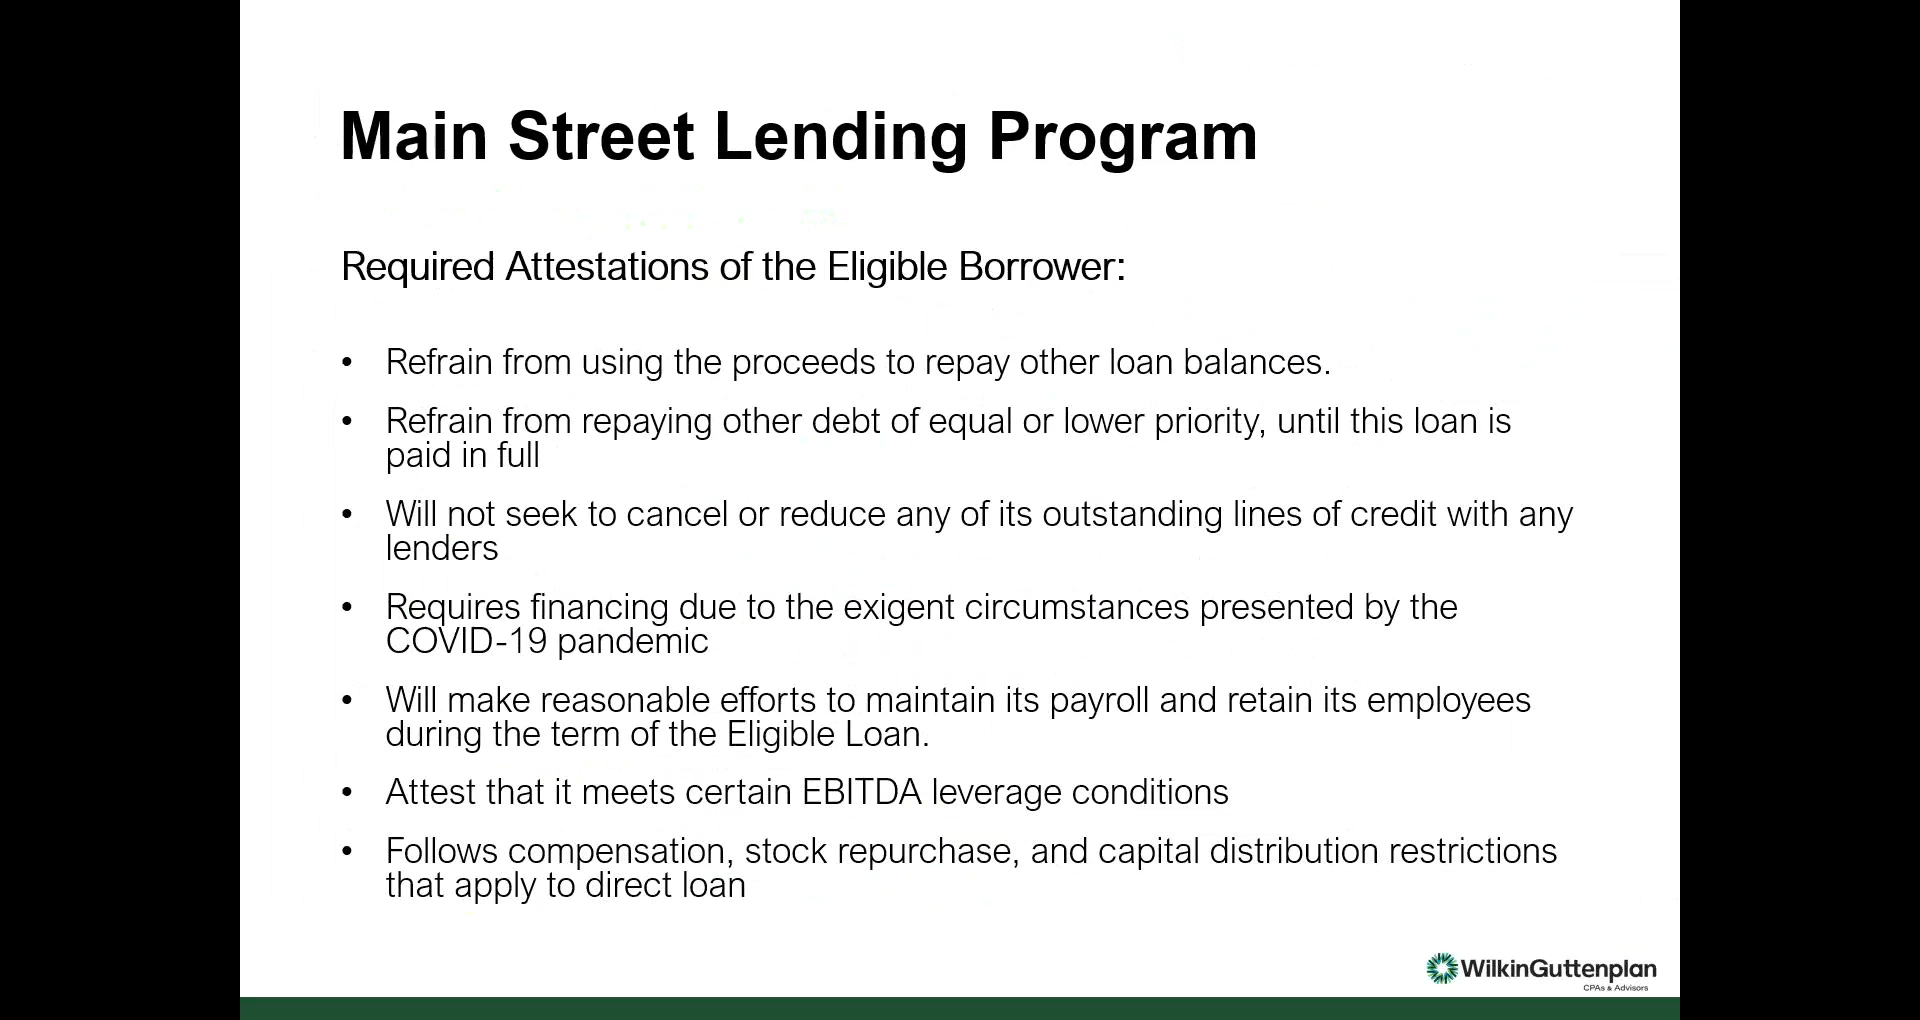 Main Street Lending Program
Required Attestations of the Eligible Borrower:
• Refrain from using the proceeds to repay other loan balances.
• Refrain from repaying other debt of equal or lower priority, until this loan is
paid in full
• Will not seek to cancel or reduce any of its outstanding lines of credit with any
lenders
• Requires financing due to the exigent circumstances presented by the
COVID-19 pandemic
• Will make reasonable efforts to maintain its payroll and retain its employees
during the term of the Eligible Loan.
• Attest that it meets certain EBITDA leverage conditions
• Follows compensation, stock repurchase, and capital distribution restrictions
that apply to direct loan
WilkinGuttenplan
CPAs & Advisors